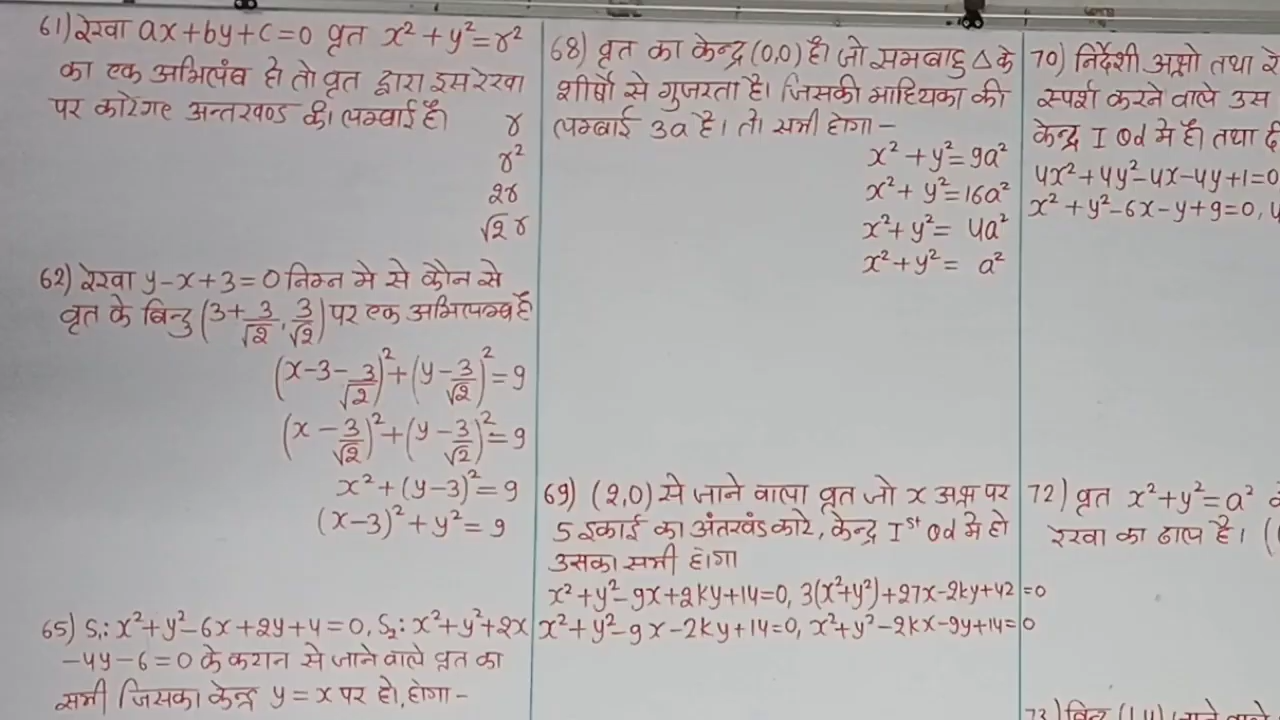 61) रेखा ax+by+c=0 वृत x²+y²=r²
का एक अभिलंब हो तो वृत द्वारा इस रेखा
पर काटे गए अन्तखण्ड की लम्बाई है।
r
r²
2r
√2 r
62) रेखा y-x+3=0 निम्न मे से कौन से
वृत के बिन्दु (3+3/√2, 3/√2) पर एक अभिलम्ब है
(x-3-3/√2)²+(y-3/√2)²=9
(x-3/√2)²+(y-3/√2)²=9
x²+(y-3)²=9
(x-3)²+y²=9
65) S₁: x²+y²-6x+2y+4=0, S₂: x²+y²+2x
-4y-6=0 के कटान से जाने वाले वृत का
समी जिसका केन्द्र y=x पर हो, होगा-
68) वृत का केन्द्र (0,0) है। जो समबाहु △ के
शीर्षो से गुजरता है। जिसकी माध्यिका की
लम्बाई 3a है। तो समी होगा-
x²+y²=9a²
x²+y²=16a²
x²+y²= 4a²
x²+y²= a²
69) (2,0) से जाने वाला वृत जो x अक्ष पर
5 इकाई का अंतखंड काटे, केन्द्र Iˢᵗ Qd मे हो
उसका समी होगा
x²+y²-9x+2ky+14=0, 3(x²+y²)+27x-2ky+42=0
x²+y²-9x-2ky+14=0, x²+y²-2kx-9y+14=0
70) निर्देशी अक्षो तथा रे
स्पर्श करने वाले उस
केन्द्र I Qd मे है। तथा
4x²+4y²-4x-4y+1=0
x²+y²-6x-y+9=0,
72) वृत x²+y²=a²
रेखा का ढाल है। (
73) बिन्दु (1,4) जाने वाले